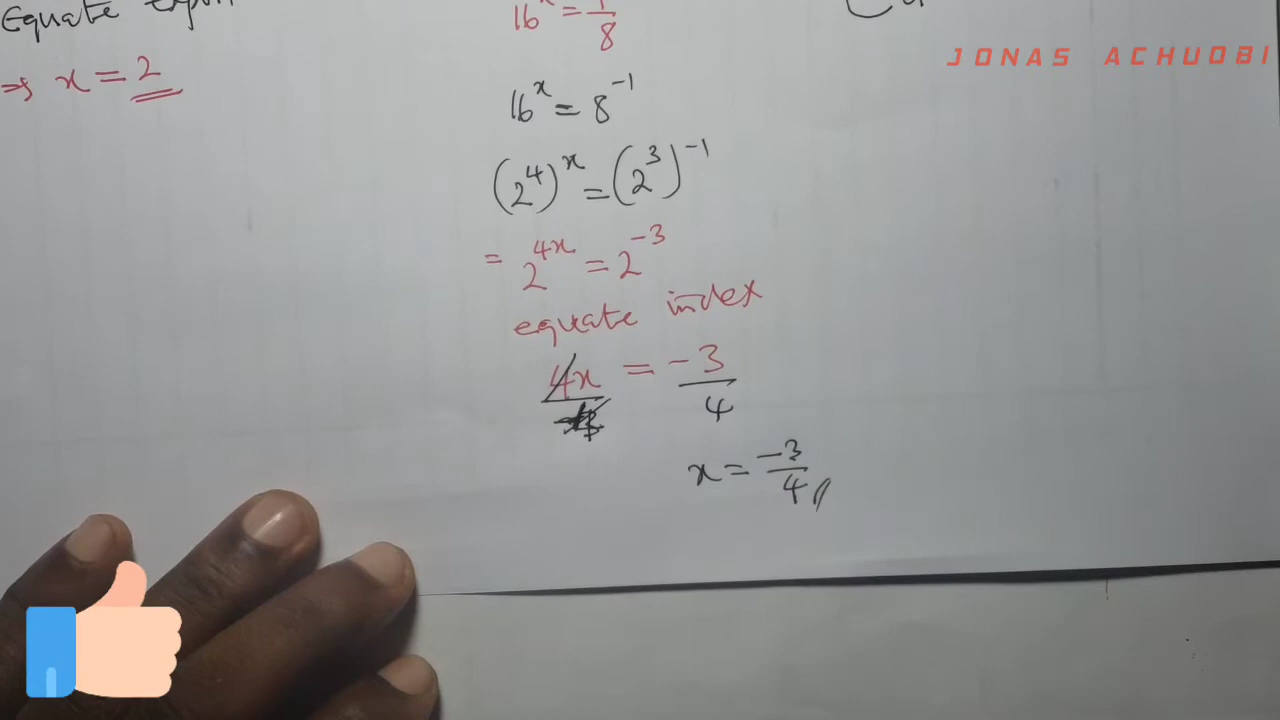 Equate
⇒ x = 2
16^x = 1/8
16^x = 8^-1
(2^4)^x = (2^3)^-1
= 2^4x = 2^-3
equate index
4x = -3/4
x = -3/4
JONAS ACHUOBI